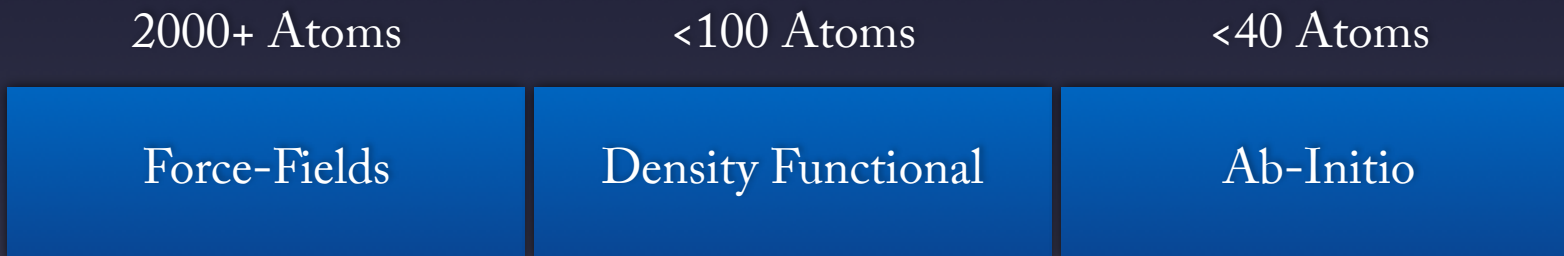 2000+ Atoms
<100 Atoms
<40 Atoms
Force-Fields
Density Functional
Ab-Initio